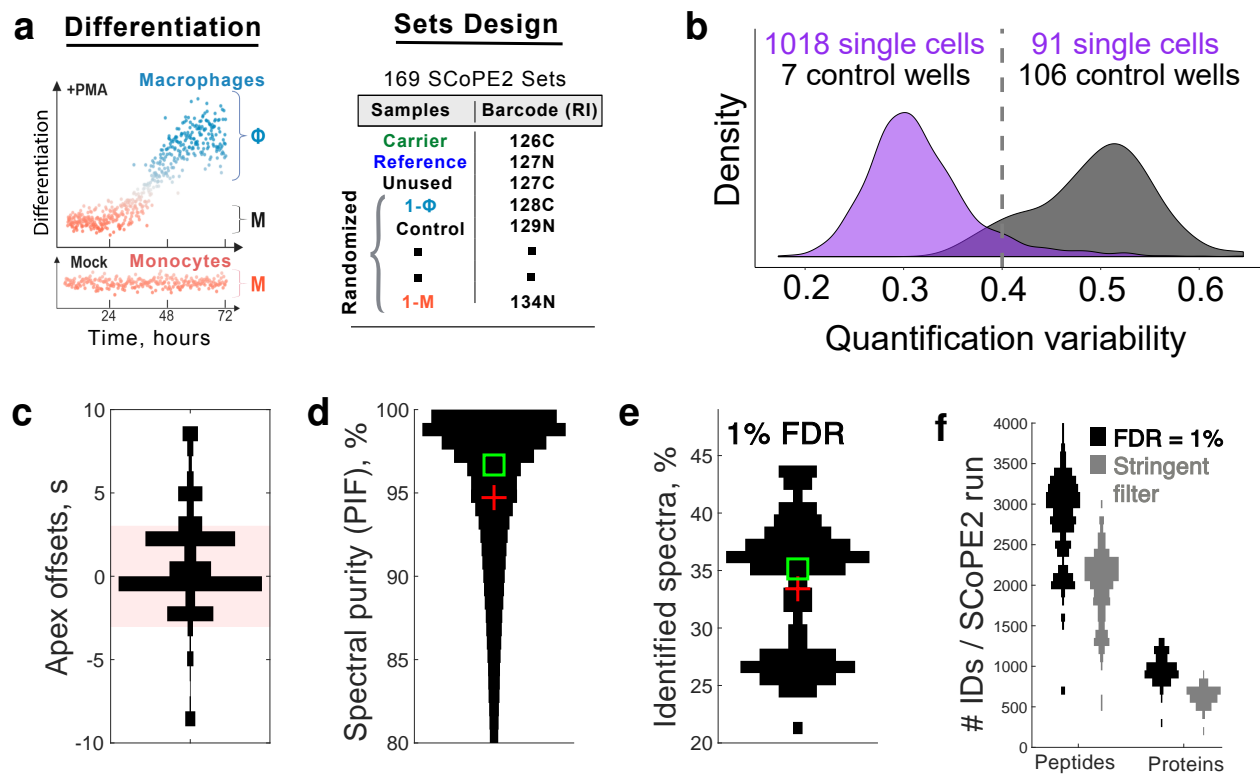 a
Differentiation
+PMA
Macrophages
Φ
M
Differentiation
Mock
Monocytes
M
24 48 72
Time, hours
Sets Design
169 SCoPE2 Sets
Samples Barcode (RI)
Carrier 126C
Reference 127N
Unused 127C
1-Φ 128C
Control 129N
1-M 134N
Randomized
b
1018 single cells 91 single cells
7 control wells 106 control wells
Density
0.2 0.3 0.4 0.5 0.6
Quantification variability
c
Apex offsets, s
10
5
0
-5
-10
d
Spectral purity (PIF), %
100
95
90
85
80
e
1% FDR
Identified spectra, %
45
40
35
30
25
20
f
FDR = 1%
Stringent
filter
# IDs / SCoPE2 run
4000
3500
3000
2500
2000
1500
1000
500
0
Peptides Proteins